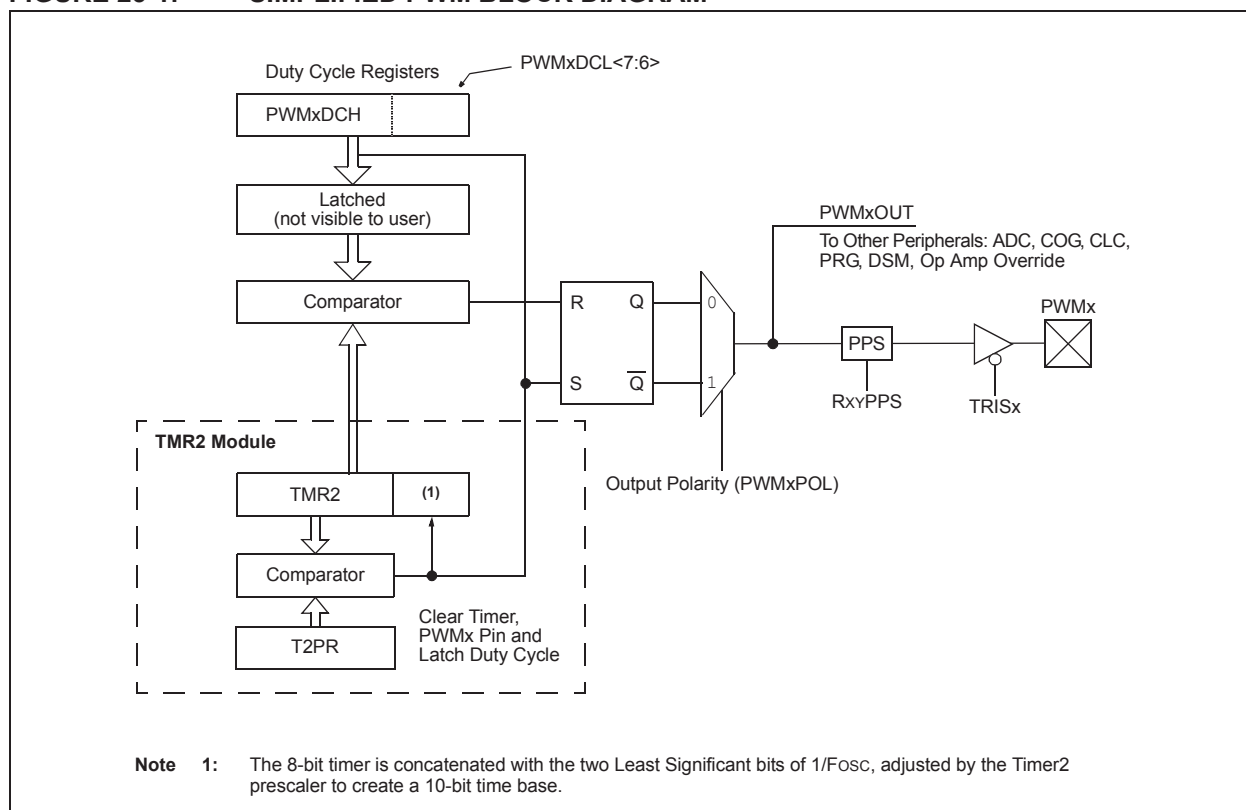 Duty Cycle Registers
PWMxDCL<7:6>
PWMxDCH
Latched
(not visible to user)
Comparator
R Q
S Q
0
1
PWMxOUT
To Other Peripherals: ADC, COG, CLC,
PRG, DSM, Op Amp Override
PPS
RXYPPS
PWMx
TRISx
Output Polarity (PWMxPOL)
TMR2 Module
TMR2 (1)
Comparator
T2PR
Clear Timer,
PWMx Pin and
Latch Duty Cycle
Note 1: The 8-bit timer is concatenated with the two Least Significant bits of 1/FOSC, adjusted by the Timer2
prescaler to create a 10-bit time base.